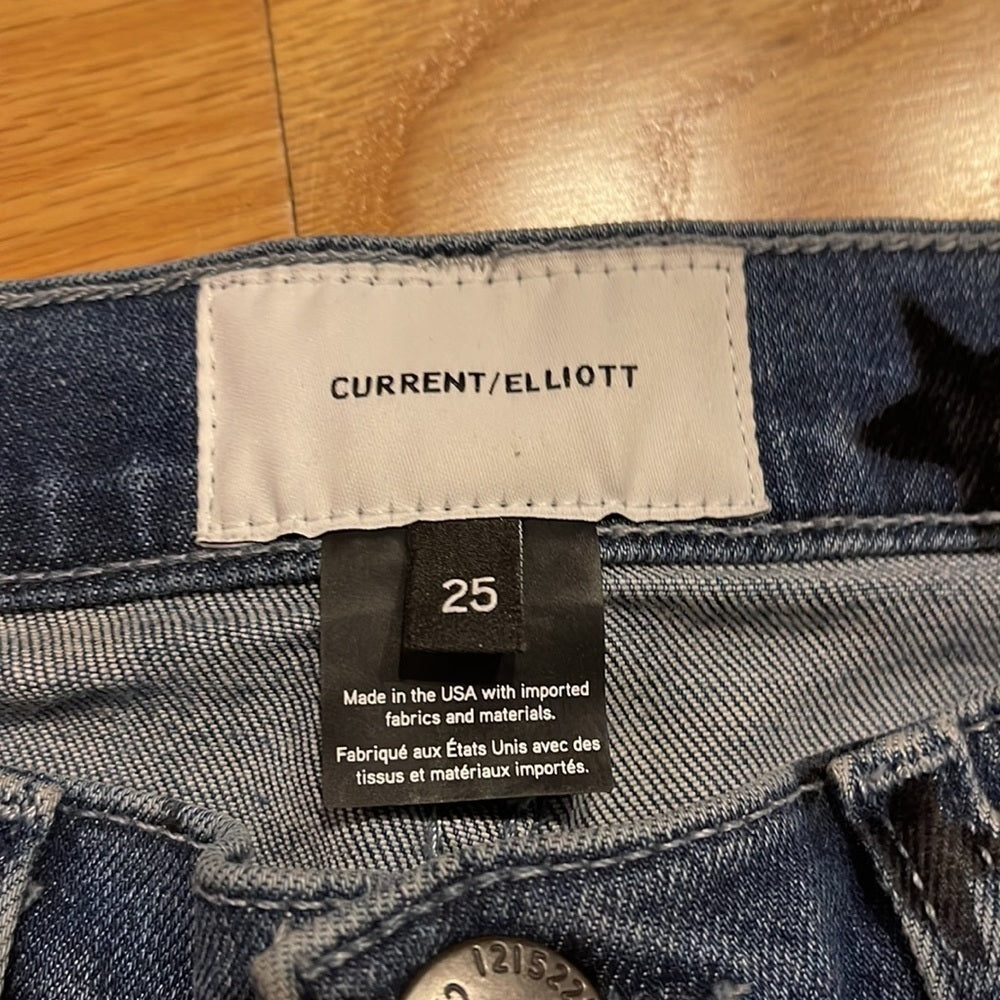 CURRENT/ELLIOTT
25
Made in the USA with imported
fabrics and materials.
Fabriqué aux États Unis avec des
tissus et matériaux importés.